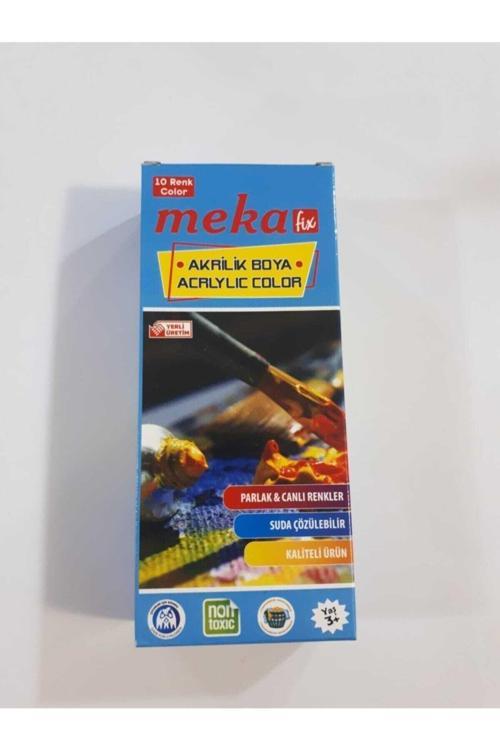 10 Renk
Color
meka fix
AKRİLİK BOYA
ACRLYLIC COLOR
YERLİ
ÜRETİM
PARLAK & CANLI RENKLER
SUDA ÇÖZÜLEBİLİR
KALİTELİ ÜRÜN
non
toxic
Yaş
3+